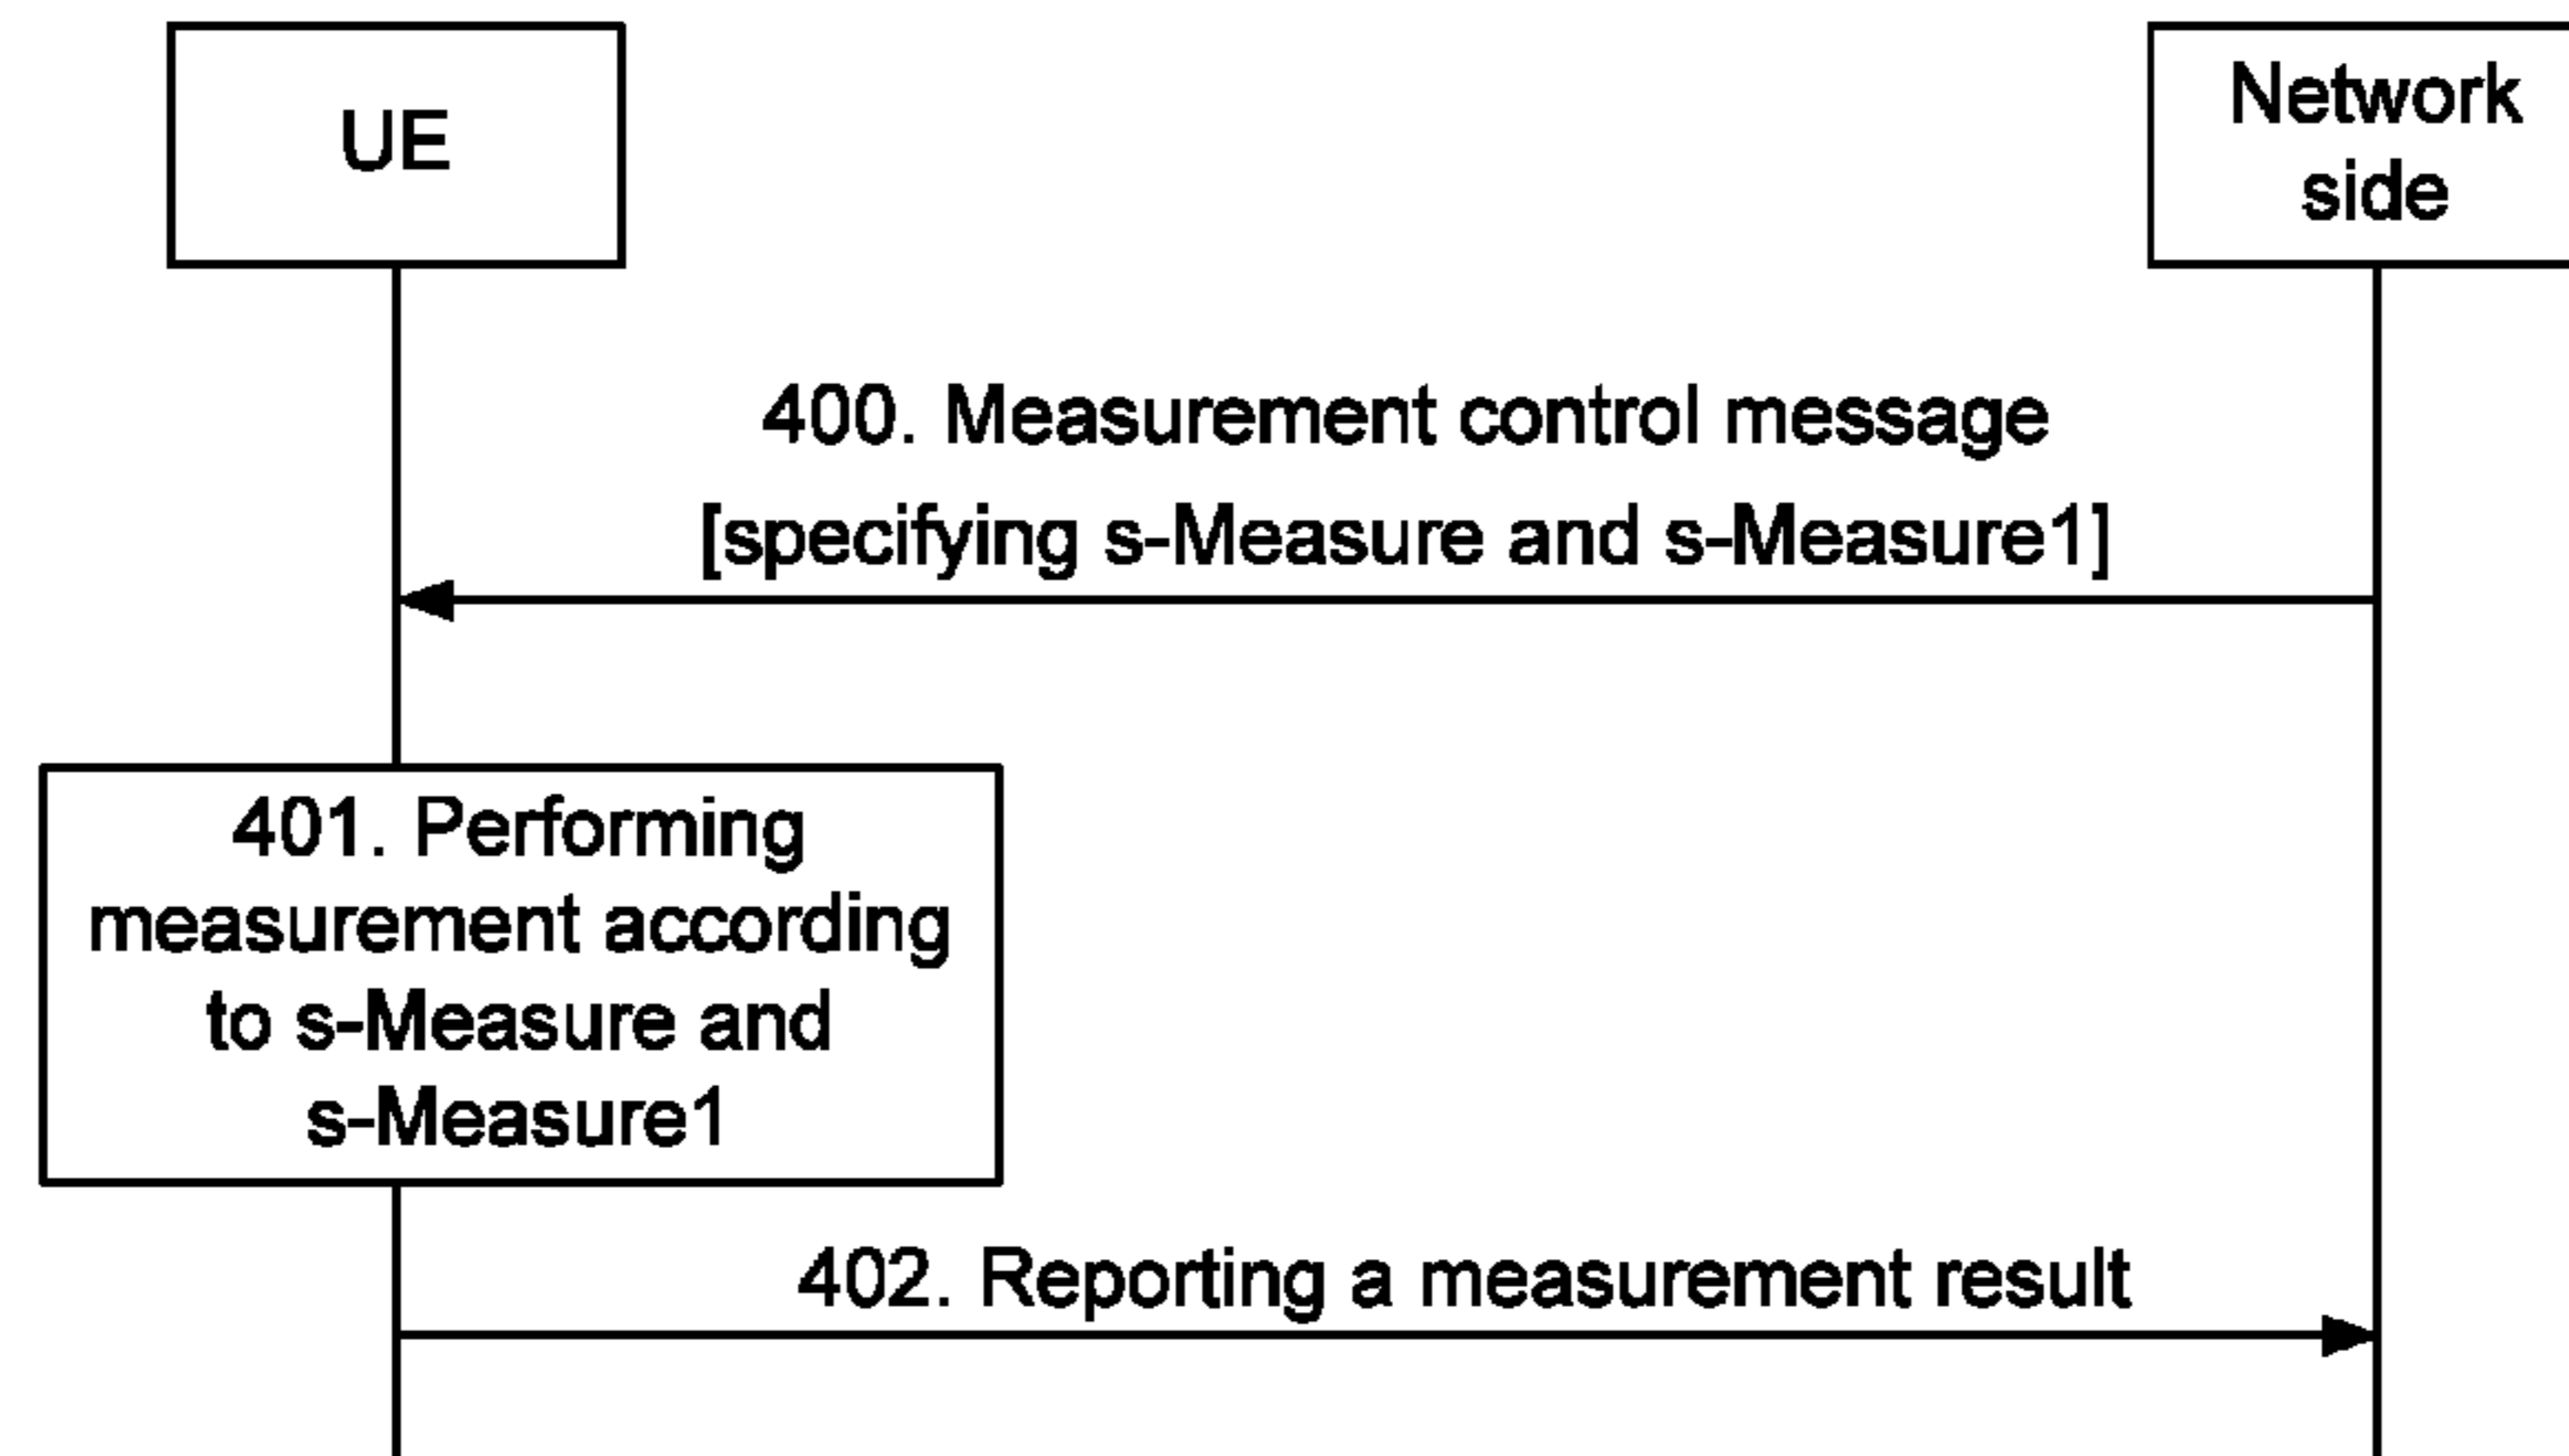 UE
Network
side
400. Measurement control message
[specifying s-Measure and s-Measure1]
401. Performing
measurement according
to s-Measure and
s-Measure1
402. Reporting a measurement result